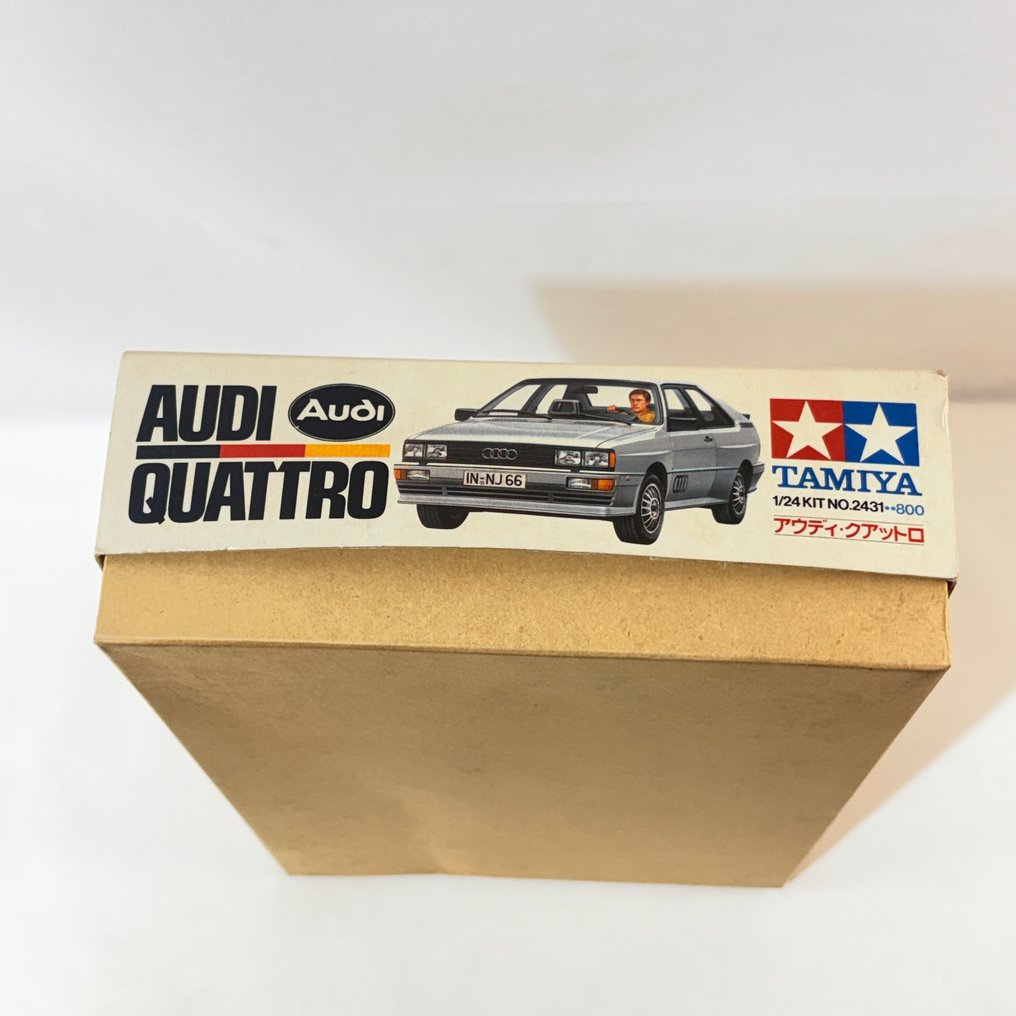 AUDI
Audi
QUATTRO
IN-NJ 66
TAMIYA
1/24 KIT NO.2431★★800
アウディ・クアットロ